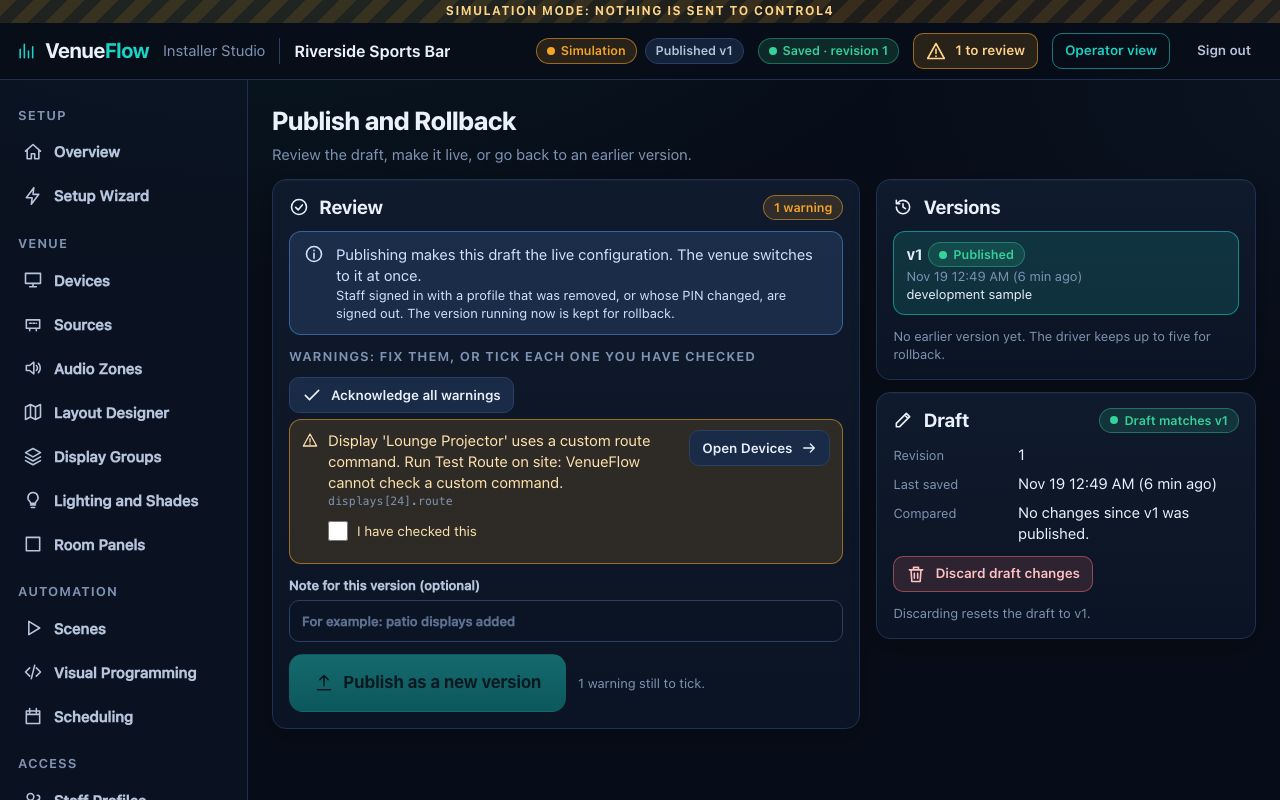 SIMULATION MODE: NOTHING IS SENT TO CONTROL4
VenueFlow Installer Studio
Riverside Sports Bar
Simulation
Published v1
Saved · revision 1
1 to review
Operator view
Sign out
SETUP
Overview
Setup Wizard
VENUE
Devices
Sources
Audio Zones
Layout Designer
Display Groups
Lighting and Shades
Room Panels
AUTOMATION
Scenes
Visual Programming
Scheduling
ACCESS
Staff Profiles
Publish and Rollback
Review the draft, make it live, or go back to an earlier version.
Review
1 warning
Publishing makes this draft the live configuration. The venue switches
to it at once.
Staff signed in with a profile that was removed, or whose PIN changed, are
signed out. The version running now is kept for rollback.
WARNINGS: FIX THEM, OR TICK EACH ONE YOU HAVE CHECKED
Acknowledge all warnings
Display 'Lounge Projector' uses a custom route
command. Run Test Route on site: VenueFlow
cannot check a custom command.
displays[24].route
Open Devices
I have checked this
Note for this version (optional)
For example: patio displays added
Publish as a new version
1 warning still to tick.
Versions
v1 Published
Nov 19 12:49 AM (6 min ago)
development sample
No earlier version yet. The driver keeps up to five for
rollback.
Draft
Draft matches v1
Revision 1
Last saved Nov 19 12:49 AM (6 min ago)
Compared No changes since v1 was
published.
Discard draft changes
Discarding resets the draft to v1.